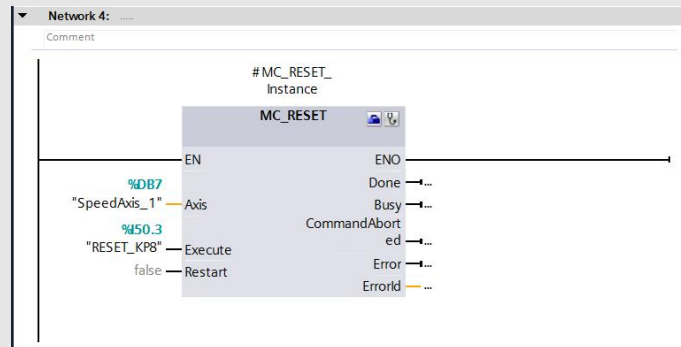 Network 4: .....
Comment
#MC_RESET_
Instance
MC_RESET
EN
ENO
%DB7
"SpeedAxis_1"
Axis
Done
...
Busy
...
CommandAbort
ed
...
%I50.3
"RESET_KP8"
Execute
Error
...
false
Restart
ErrorId
...